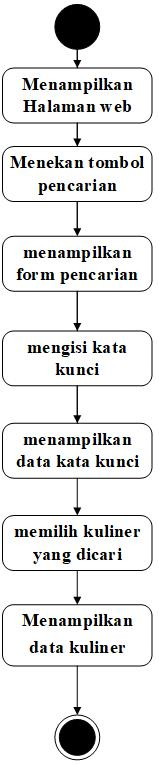 Menampilkan
Halaman web
Menekan tombol
pencarian
menampilkan
form pencarian
mengisi kata
kunci
menampilkan
data kata kunci
memilih kuliner
yang dicari
Menampilkan
data kuliner